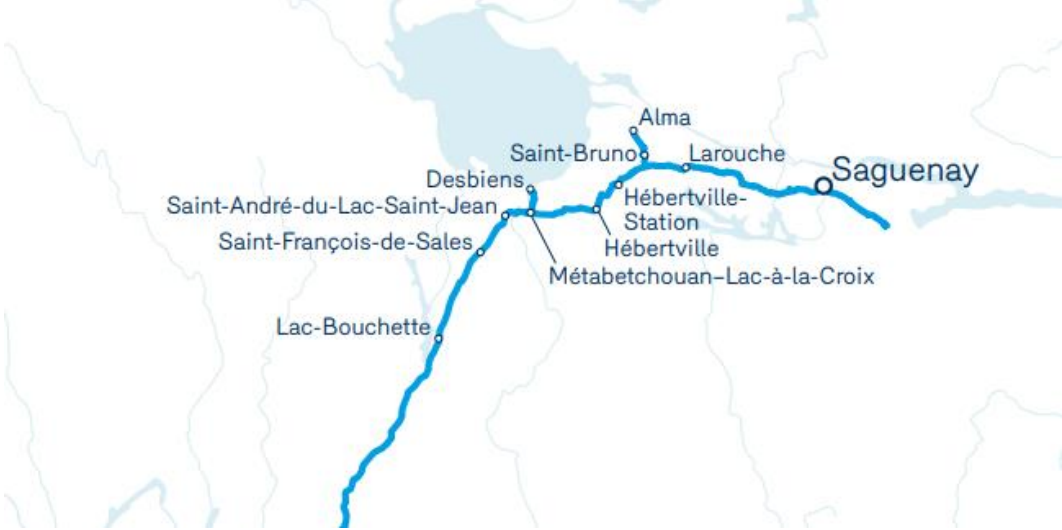 Alma
Saint-Bruno
Larouche
Saguenay
Desbiens
Hébertville-
Station
Saint-André-du-Lac-Saint-Jean
Saint-François-de-Sales
Hébertville
Métabetchouan–Lac-à-la-Croix
Lac-Bouchette